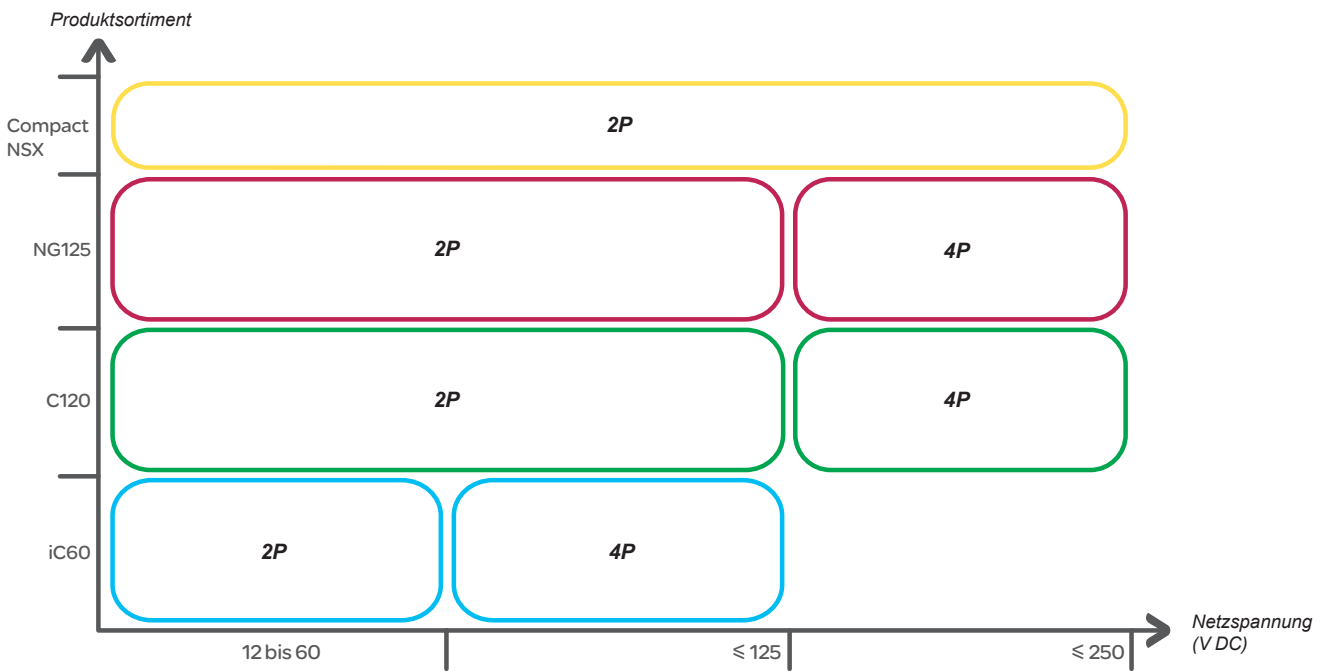 Produktsortiment
Compact
NSX
2P
NG125
2P
4P
C120
2P
4P
iC60
2P
4P
12 bis 60
⩽ 125
⩽ 250
Netzspannung
(V DC)